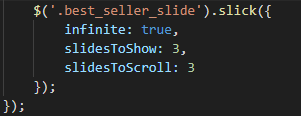 $('.best_seller_slide').slick({
infinite: true,
slidesToShow: 3,
slidesToScroll: 3
});
});